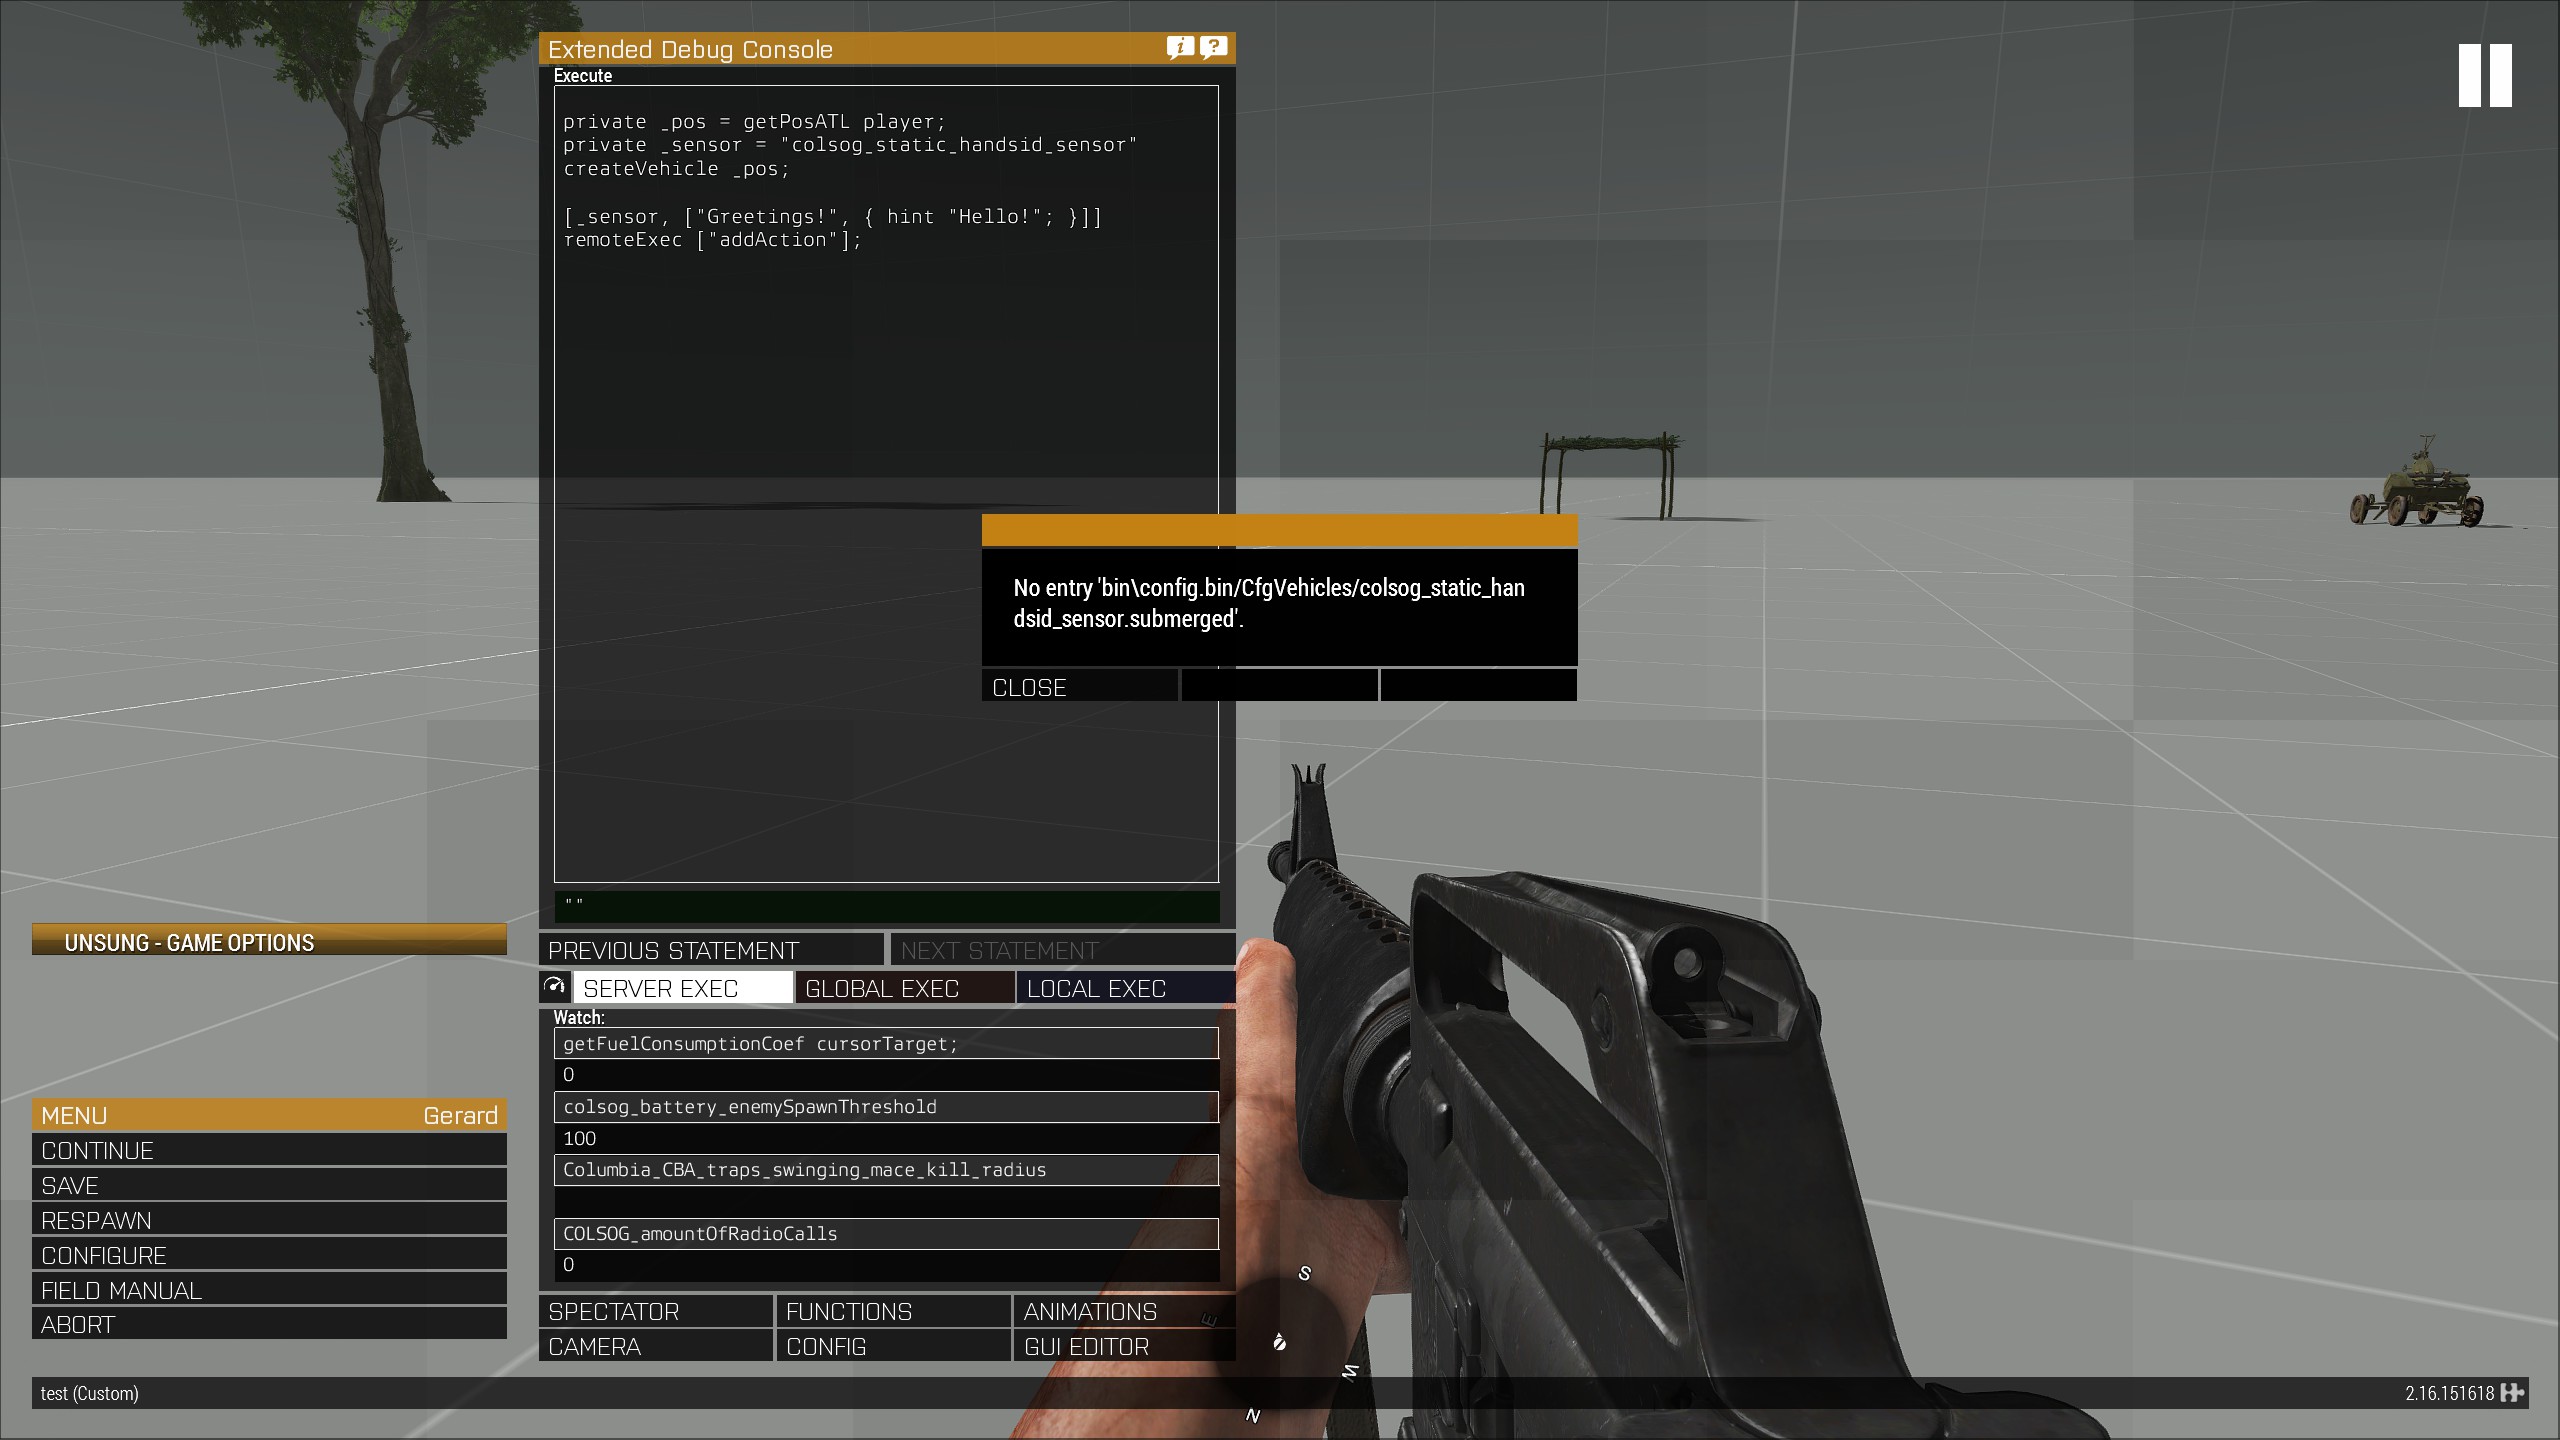 Extended Debug Console
Execute
private _pos = getPosATL player;
private _sensor = "colsog_static_handsid_sensor"
createVehicle _pos;
[_sensor, ["Greetings!", { hint "Hello!"; }]]
remoteExec ["addAction"];
No entry 'bin\config.bin/CfgVehicles/colsog_static_han
dsid_sensor.submerged'.
CLOSE
""
PREVIOUS STATEMENT
NEXT STATEMENT
SERVER EXEC
GLOBAL EXEC
LOCAL EXEC
Watch:
getFuelConsumptionCoef cursorTarget;
0
colsog_battery_enemySpawnThreshold
100
Columbia_CBA_traps_swinging_mace_kill_radius
COLSOG_amountOfRadioCalls
0
SPECTATOR
FUNCTIONS
ANIMATIONS
CAMERA
CONFIG
GUI EDITOR
UNSUNG - GAME OPTIONS
MENU Gerard
CONTINUE
SAVE
RESPAWN
CONFIGURE
FIELD MANUAL
ABORT
S
E
W
N
test (Custom)
2.16.151618